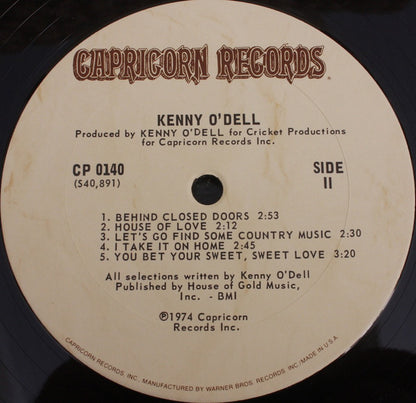 CAPRICORN RECORDS
KENNY O'DELL
Produced by KENNY O'DELL for Cricket Productions
for Capricorn Records Inc.
CP 0140
(540,891)
SIDE
II
1. BEHIND CLOSED DOORS 2:53
2. HOUSE OF LOVE 2:12
3. LET'S GO FIND SOME COUNTRY MUSIC 2:30
4. I TAKE IT ON HOME 2:45
5. YOU BET YOUR SWEET, SWEET LOVE 3:20
All selections written by Kenny O'Dell
Published by House of Gold Music,
Inc. - BMI
℗1974 Capricorn
Records Inc.
CAPRICORN RECORDS, INC. MANUFACTURED BY WARNER BROS. RECORDS, INC./MADE IN U.S.A.